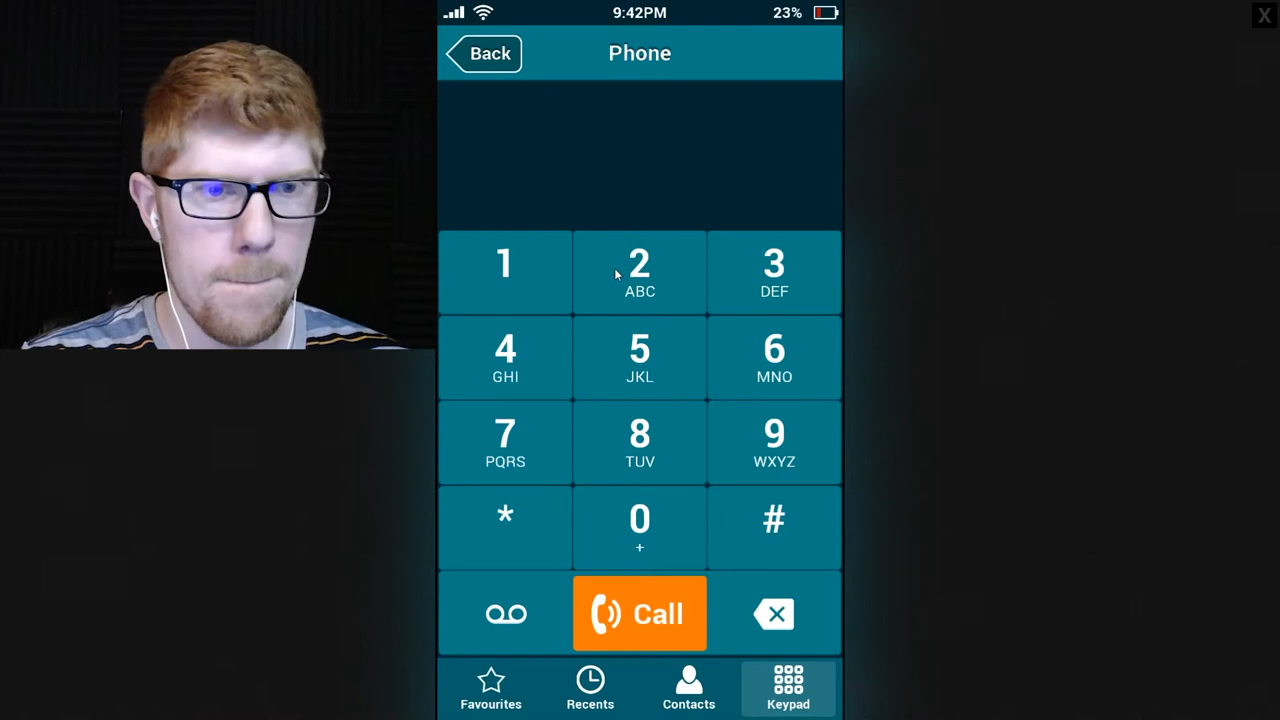 9:42PM 23%
X
Back Phone
1 2 3
ABC DEF
4 5 6
GHI JKL MNO
7 8 9
PQRS TUV WXYZ
* 0 #
+
Call
Favourites Recents Contacts Keypad